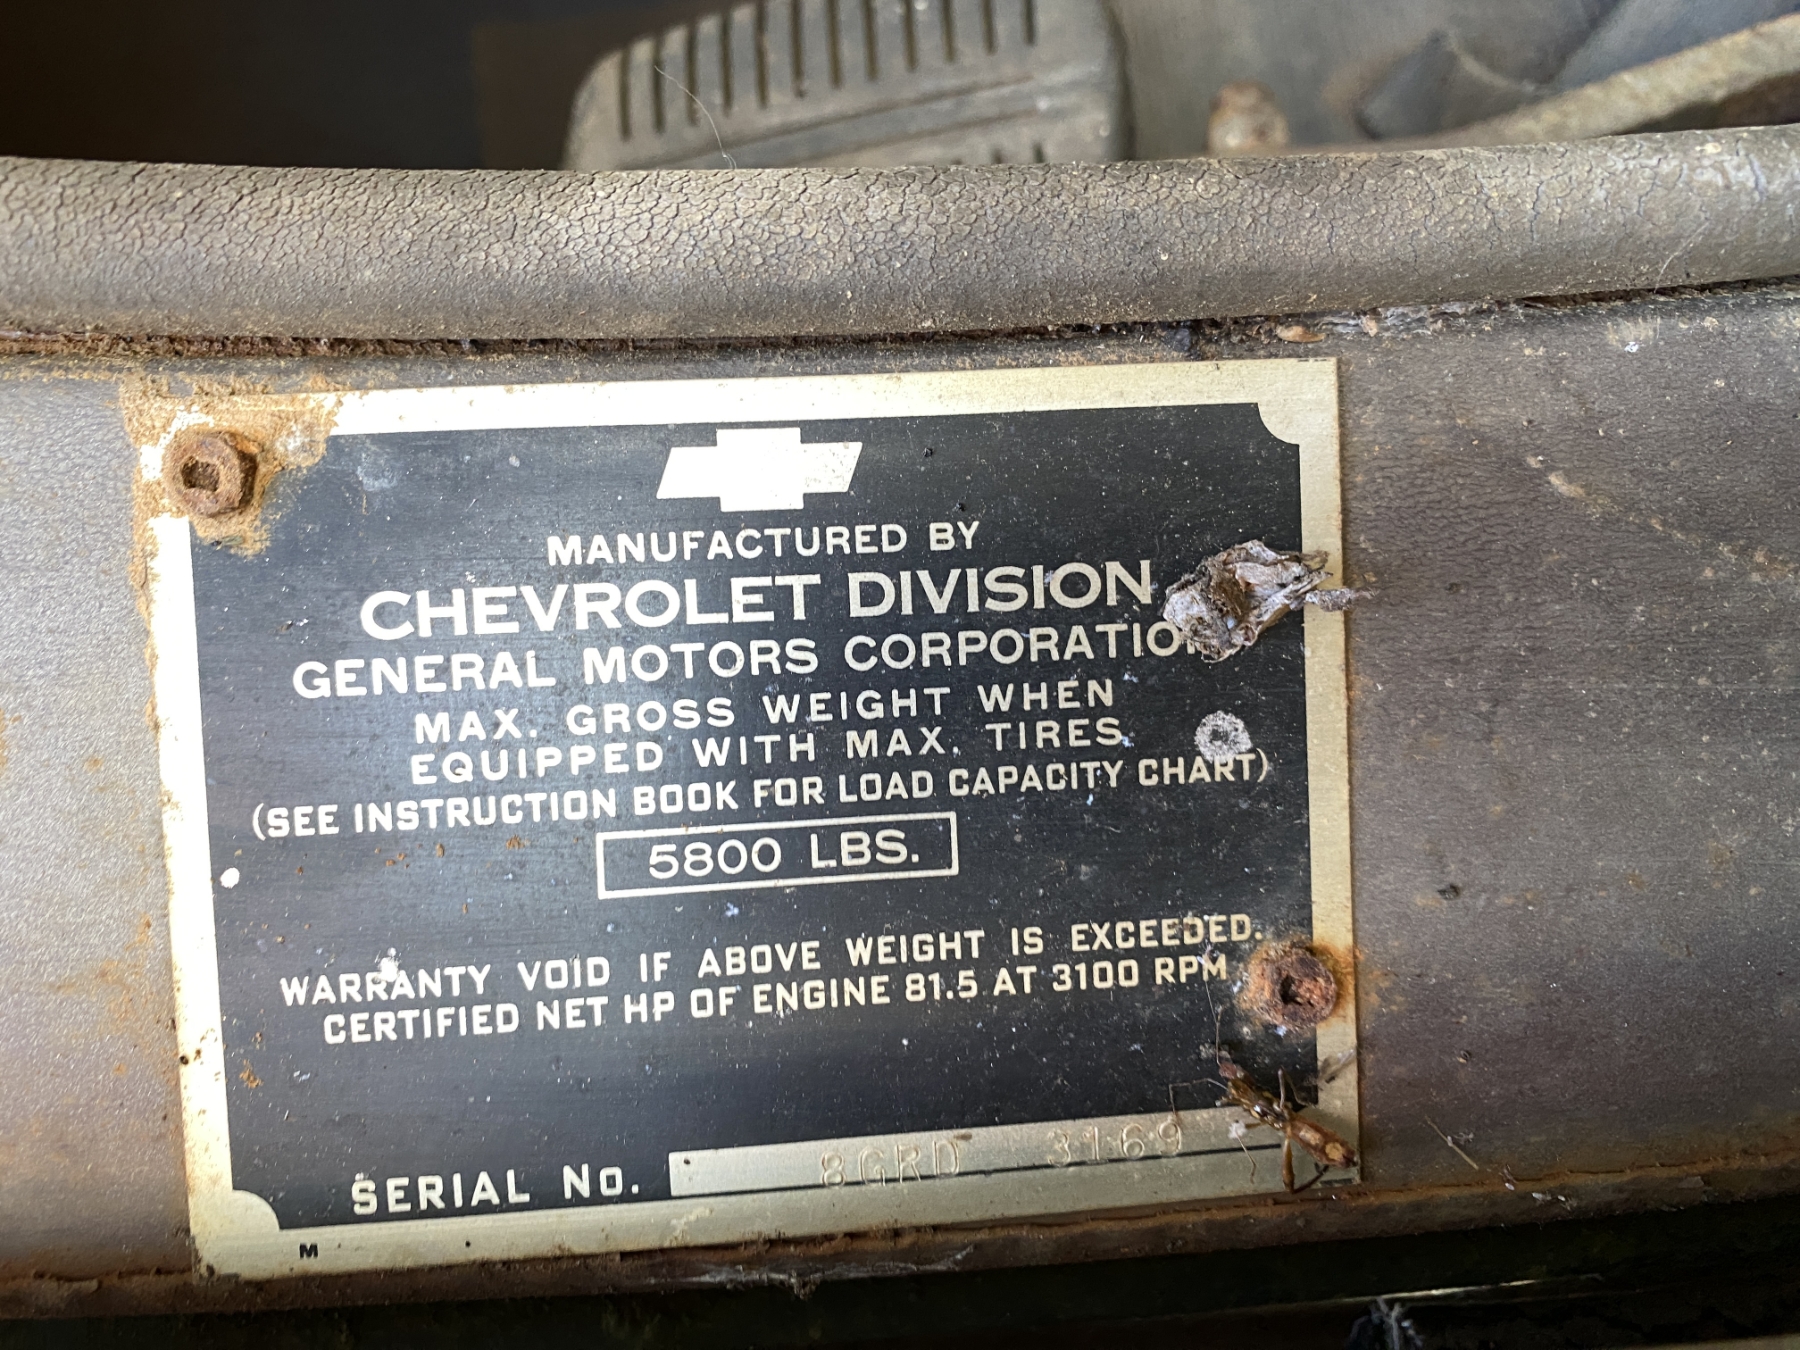 MANUFACTURED BY
CHEVROLET DIVISION
GENERAL MOTORS CORPORATION
MAX. GROSS WEIGHT WHEN
EQUIPPED WITH MAX. TIRES
(SEE INSTRUCTION BOOK FOR LOAD CAPACITY CHART)
5800 LBS.
WARRANTY VOID IF ABOVE WEIGHT IS EXCEEDED.
CERTIFIED NET HP OF ENGINE 81.5 AT 3100 RPM
SERIAL No. 8GRD 3169
M